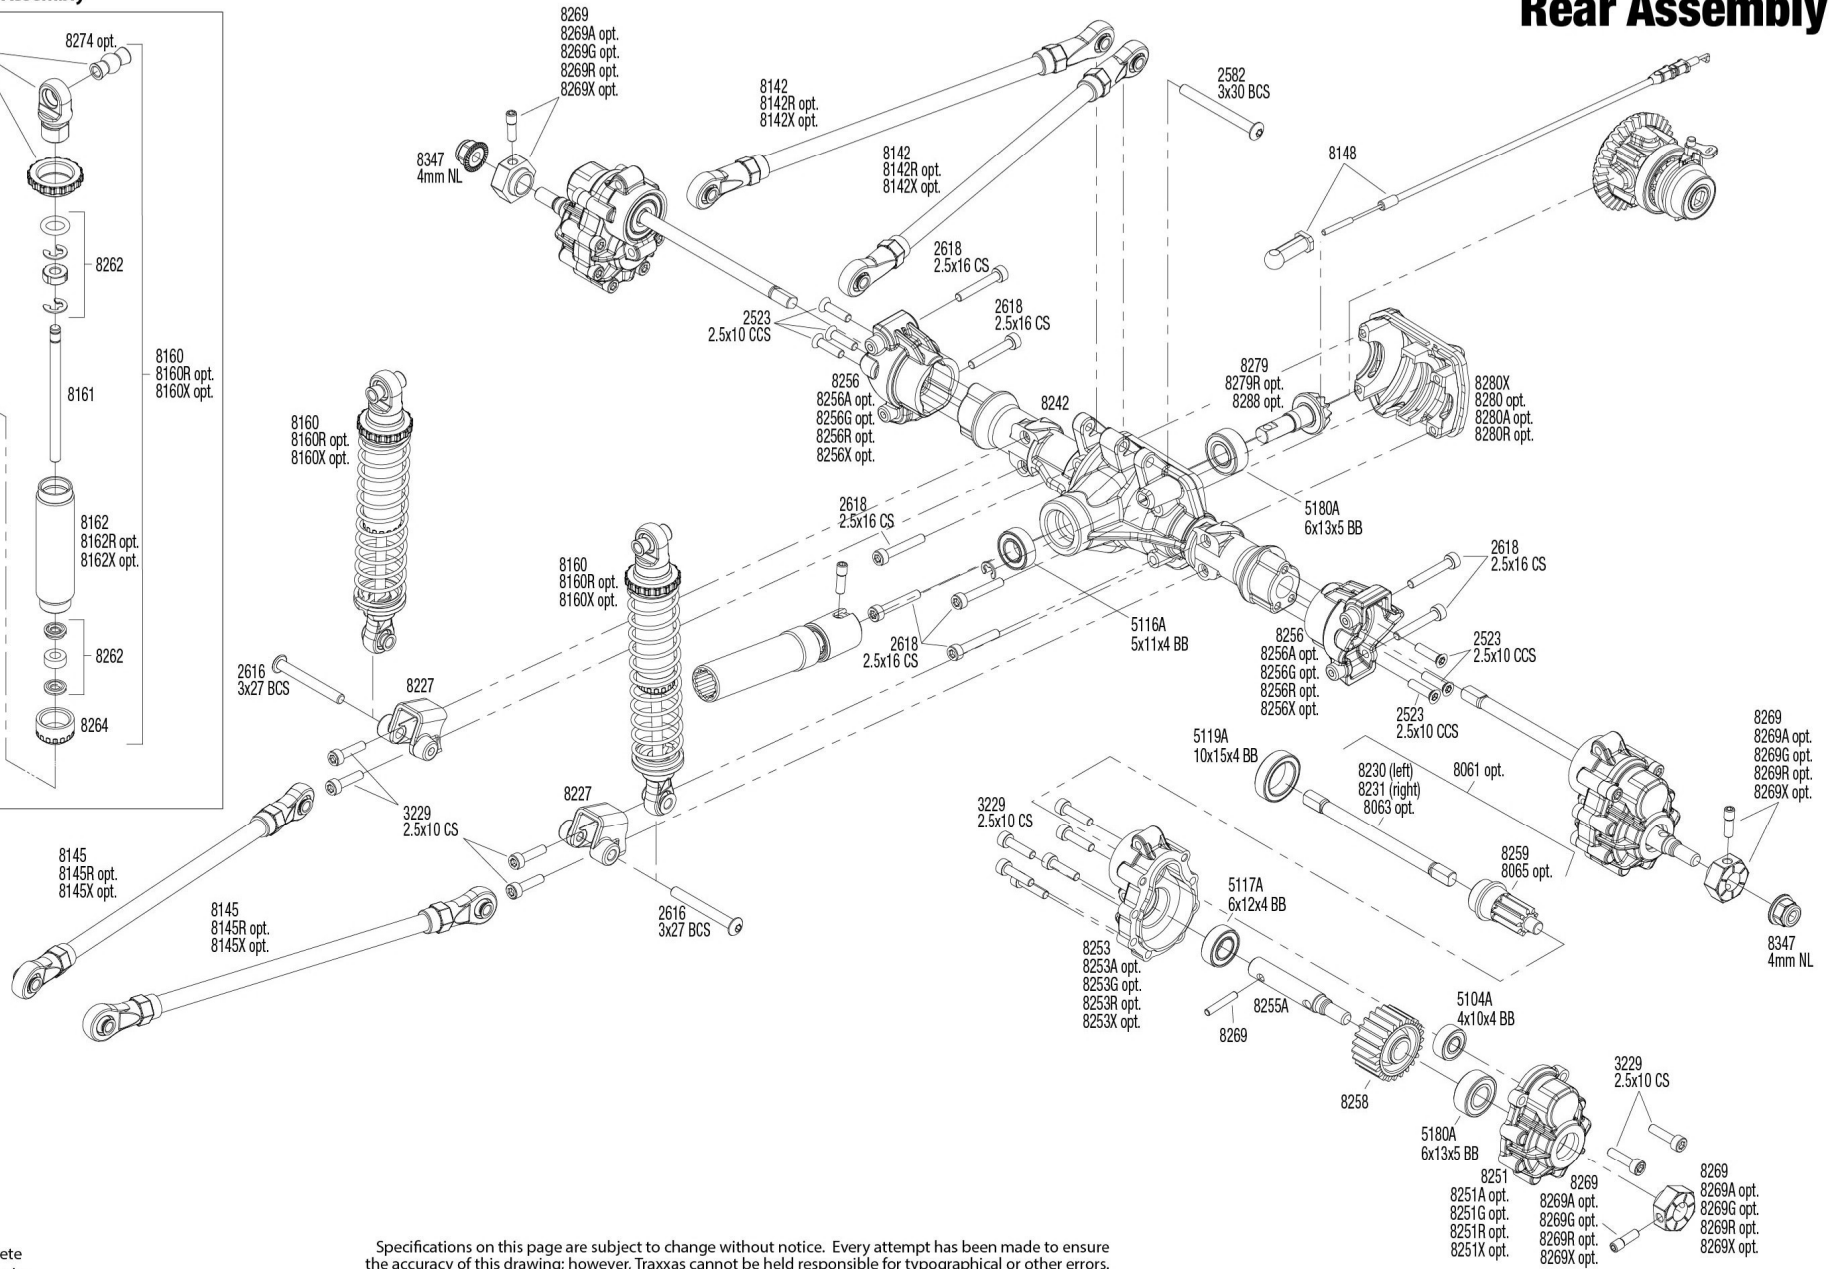 Rear Assembly
8274 opt.
8262
8161
8160
8160R opt.
8160X opt.
8162
8162R opt.
8162X opt.
8262
8264
8269
8269A opt.
8269G opt.
8269R opt.
8269X opt.
8347
4mm NL
8142
8142R opt.
8142X opt.
8142
8142R opt.
8142X opt.
2582
3x30 BCS
8148
2618
2.5x16 CS
2618
2.5x16 CS
2523
2.5x10 CCS
8256
8256A opt.
8256G opt.
8256R opt.
8256X opt.
8242
8279
8279R opt.
8288 opt.
8280X
8280 opt.
8280A opt.
8280R opt.
8160
8160R opt.
8160X opt.
5180A
6x13x5 BB
2618
2.5x16 CS
8160
8160R opt.
8160X opt.
2618
2.5x16 CS
5116A
5x11x4 BB
2618
2.5x16 CS
8256
8256A opt.
8256G opt.
8256R opt.
8256X opt.
2523
2.5x10 CCS
2523
2.5x10 CCS
2616
3x27 BCS
8227
8227
3229
2.5x10 CS
8145
8145R opt.
8145X opt.
8145
8145R opt.
8145X opt.
2616
3x27 BCS
5119A
10x15x4 BB
8230 (left)
8231 (right)
8063 opt.
8061 opt.
8269
8269A opt.
8269G opt.
8269R opt.
8269X opt.
3229
2.5x10 CS
8259
8065 opt.
5117A
6x12x4 BB
8347
4mm NL
8253
8253A opt.
8253G opt.
8253R opt.
8253X opt.
8269
8255A
5104A
4x10x4 BB
8258
3229
2.5x10 CS
5180A
6x13x5 BB
8251
8251A opt.
8251G opt.
8251R opt.
8251X opt.
8269
8269A opt.
8269G opt.
8269R opt.
8269X opt.
8269
8269A opt.
8269G opt.
8269R opt.
8269X opt.
Specifications on this page are subject to change without notice. Every attempt has been made to ensure
the accuracy of this drawing; however, Traxxas cannot be held responsible for typographical or other errors.